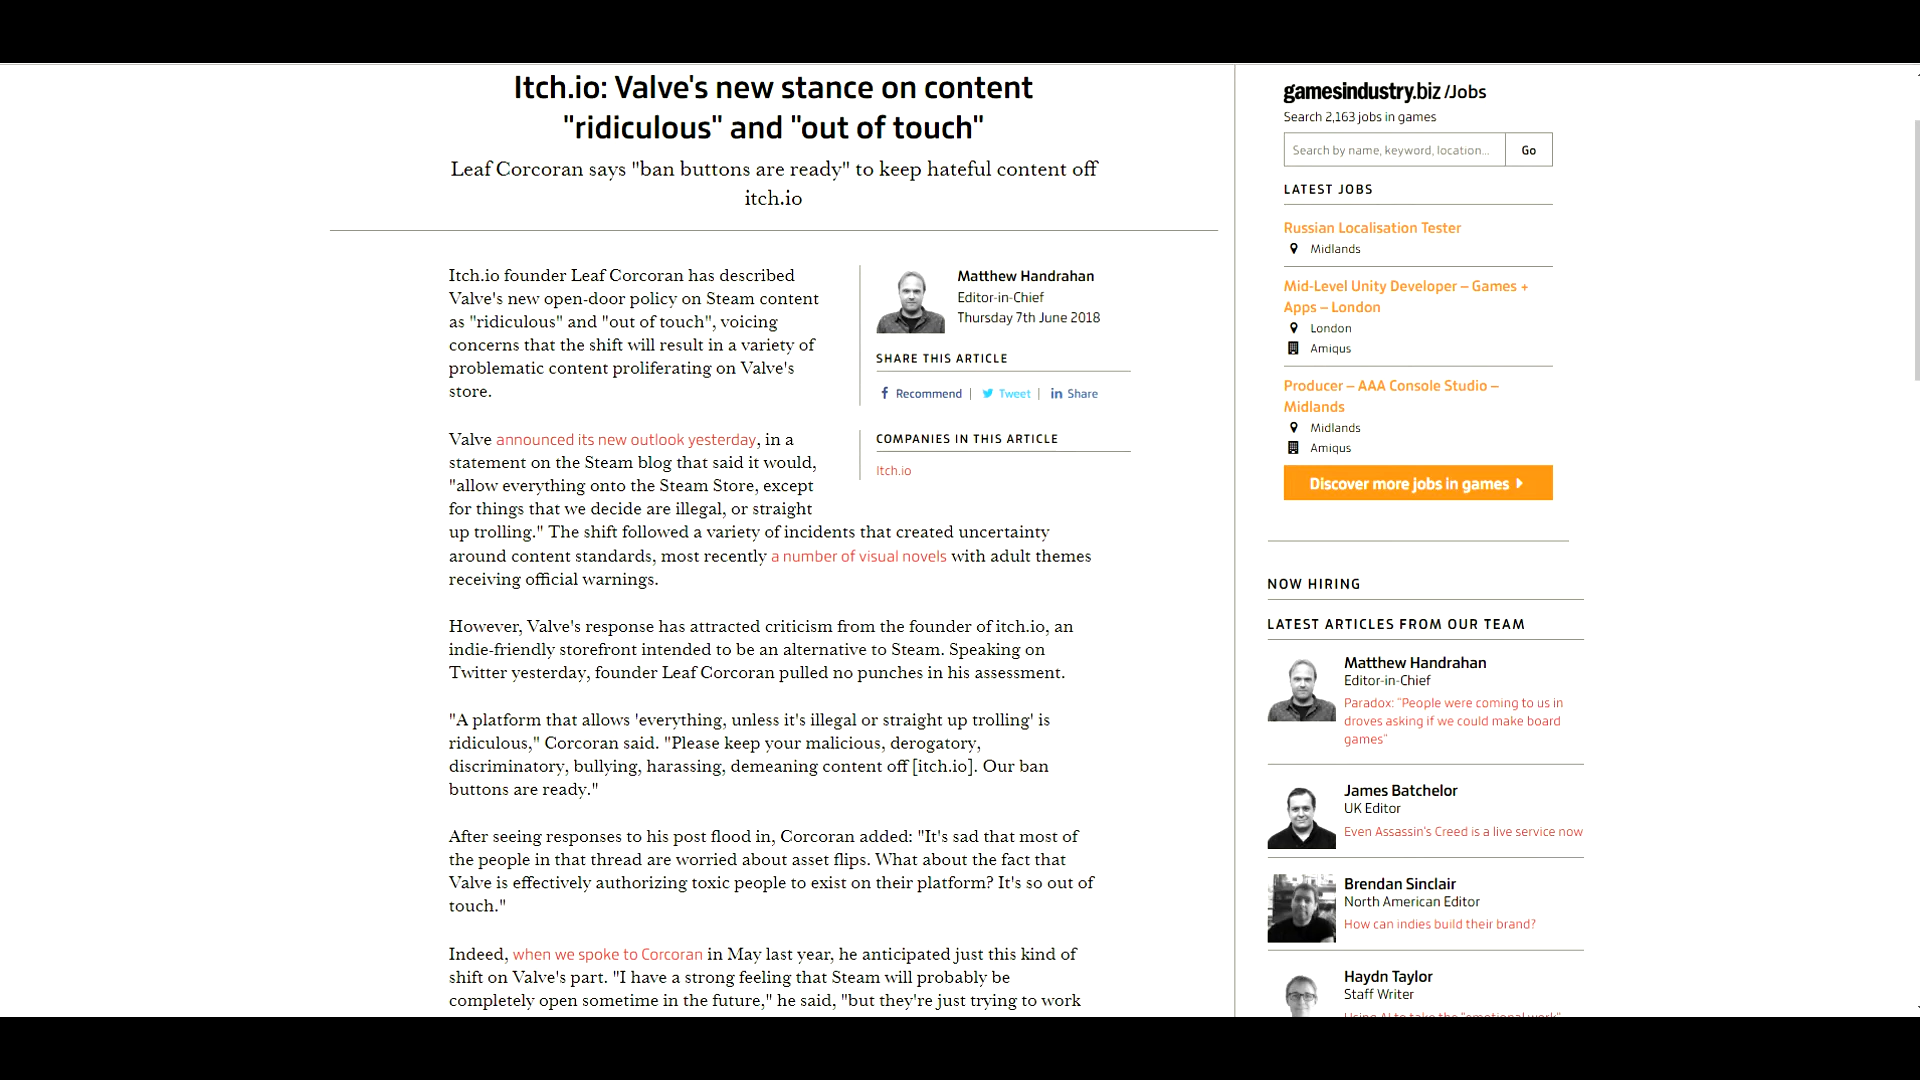 Itch.io: Valve's new stance on content
"ridiculous" and "out of touch"
Leaf Corcoran says "ban buttons are ready" to keep hateful content off
itch.io
Itch.io founder Leaf Corcoran has described
Valve's new open-door policy on Steam content
as "ridiculous" and "out of touch", voicing
concerns that the shift will result in a variety of
problematic content proliferating on Valve's
store.
Valve announced its new outlook yesterday, in a
statement on the Steam blog that said it would,
"allow everything onto the Steam Store, except
for things that we decide are illegal, or straight
up trolling." The shift followed a variety of incidents that created uncertainty
around content standards, most recently a number of visual novels with adult themes
receiving official warnings.
However, Valve's response has attracted criticism from the founder of itch.io, an
indie-friendly storefront intended to be an alternative to Steam. Speaking on
Twitter yesterday, founder Leaf Corcoran pulled no punches in his assessment.
"A platform that allows 'everything, unless it's illegal or straight up trolling' is
ridiculous," Corcoran said. "Please keep your malicious, derogatory,
discriminatory, bullying, harassing, demeaning content off [itch.io]. Our ban
buttons are ready."
After seeing responses to his post flood in, Corcoran added: "It's sad that most of
the people in that thread are worried about asset flips. What about the fact that
Valve is effectively authorizing toxic people to exist on their platform? It's so out of
touch."
Indeed, when we spoke to Corcoran in May last year, he anticipated just this kind of
shift on Valve's part. "I have a strong feeling that Steam will probably be
completely open sometime in the future," he said, "but they're just trying to work
Matthew Handrahan
Editor-in-Chief
Thursday 7th June 2018
SHARE THIS ARTICLE
Recommend | Tweet | Share
COMPANIES IN THIS ARTICLE
Itch.io
gamesindustry.biz /Jobs
Search 2,163 jobs in games
Search by name, keyword, location...
Go
LATEST JOBS
Russian Localisation Tester
Midlands
Mid-Level Unity Developer – Games +
Apps – London
London
Amiqus
Producer – AAA Console Studio –
Midlands
Midlands
Amiqus
Discover more jobs in games
NOW HIRING
LATEST ARTICLES FROM OUR TEAM
Matthew Handrahan
Editor-in-Chief
Paradox: "People were coming to us in
droves asking if we could make board
games"
James Batchelor
UK Editor
Even Assassin's Creed is a live service now
Brendan Sinclair
North American Editor
How can indies build their brand?
Haydn Taylor
Staff Writer
Using AI to take the "emotional work"